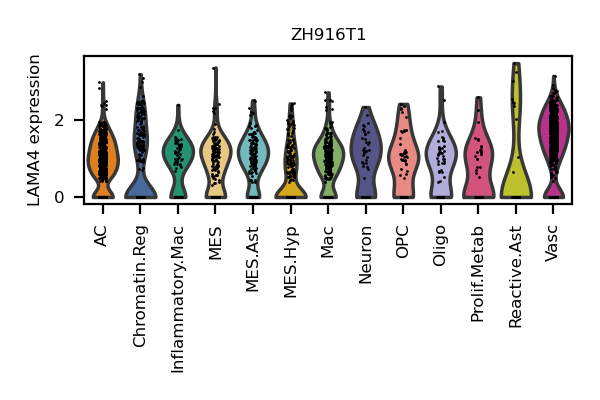 ZH916T1
LAMA4 expression
2
0
AC
Chromatin.Reg
Inflammatory.Mac
MES
MES.Ast
MES.Hyp
Mac
Neuron
OPC
Oligo
Prolif.Metab
Reactive.Ast
Vasc